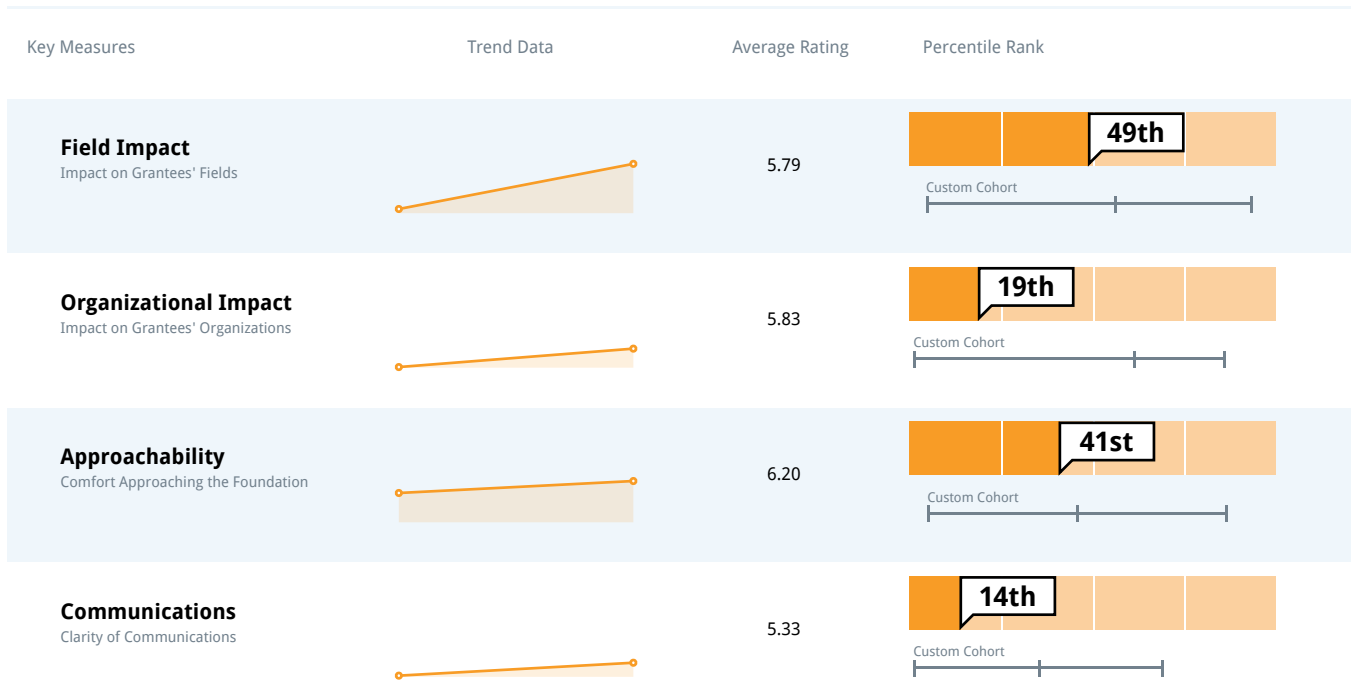 Key Measures
Trend Data
Average Rating
Percentile Rank
Field Impact
Impact on Grantees' Fields
5.79
49th
Custom Cohort
Organizational Impact
Impact on Grantees' Organizations
5.83
19th
Custom Cohort
Approachability
Comfort Approaching the Foundation
6.20
41st
Custom Cohort
Communications
Clarity of Communications
5.33
14th
Custom Cohort